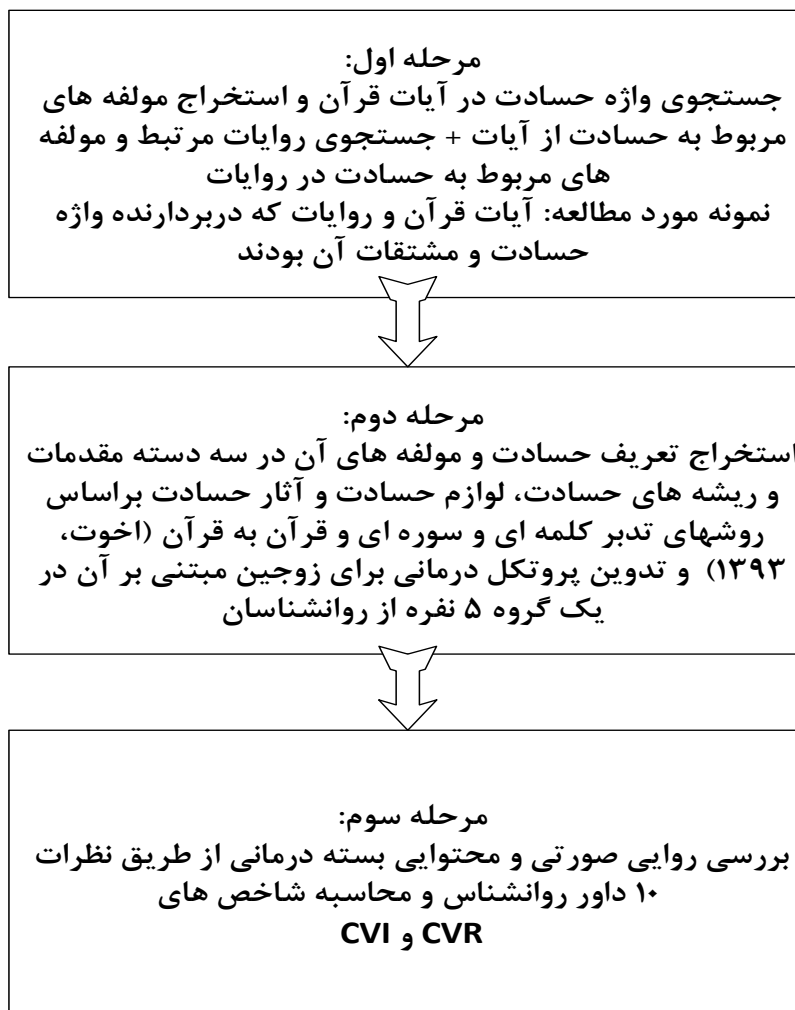 مرحله اول:
جستجوی واژه حسادت در آیات قرآن و استخراج مولفه های
مربوط به حسادت از آیات + جستجوی روایات مرتبط و مولفه
های مربوط به حسادت در روایات
نمونه مورد مطالعه: آیات قرآن و روایات که دربردارنده واژه
حسادت و مشتقات آن بودند
مرحله دوم:
استخراج تعریف حسادت و مولفه های آن در سه دسته مقدمات
و ریشه های حسادت، لوازم حسادت و آثار حسادت براساس
روشهای تدبر کلمه ای و سوره ای و قرآن به قرآن (اخوت،
۱۳۹۳) و تدوین پروتکل درمانی برای زوجین مبتنی بر آن در
یک گروه ۵ نفره از روانشناسان
مرحله سوم:
بررسی روایی صورتی و محتوایی بسته درمانی از طریق نظرات
۱۰ داور روانشناس و محاسبه شاخص های
CVR و CVI